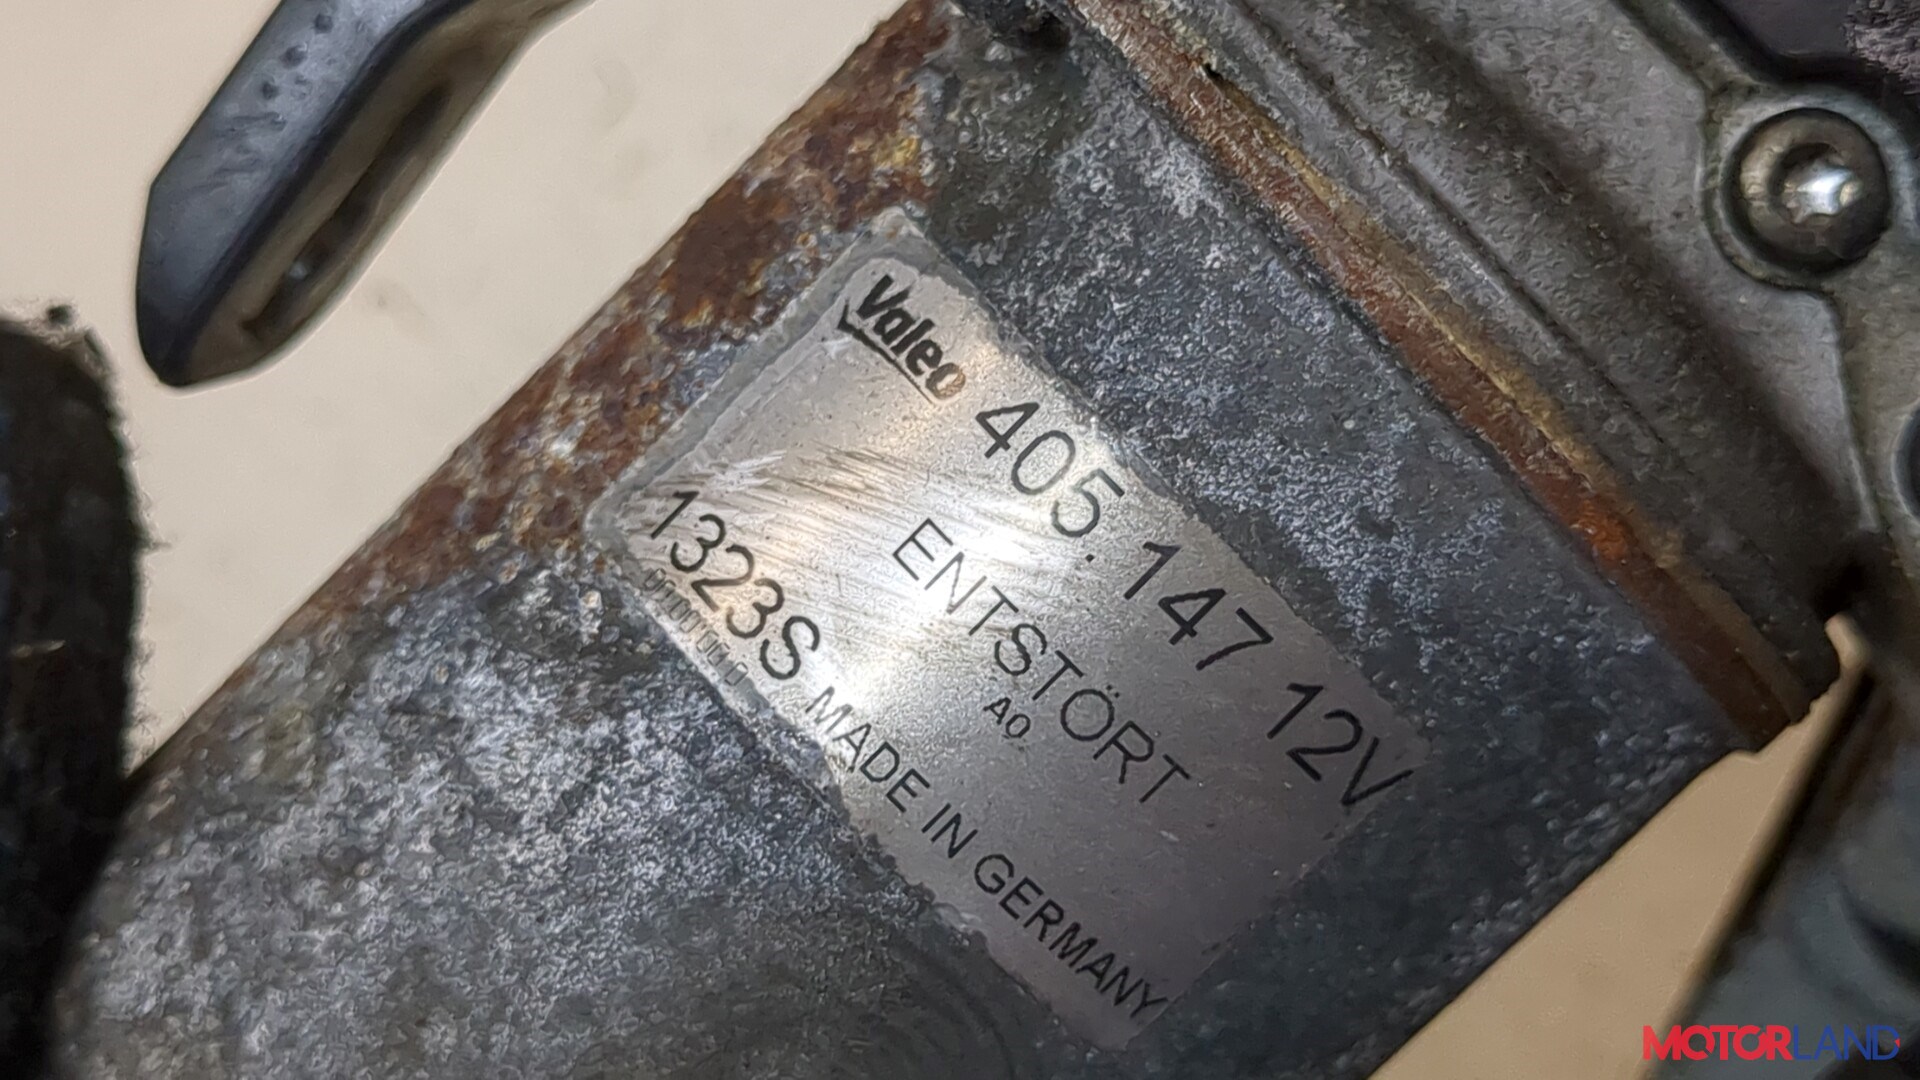 Valeo 405.147 12V
ENTSTÖRT
A0
1323S MADE IN GERMANY
MOTORLAND